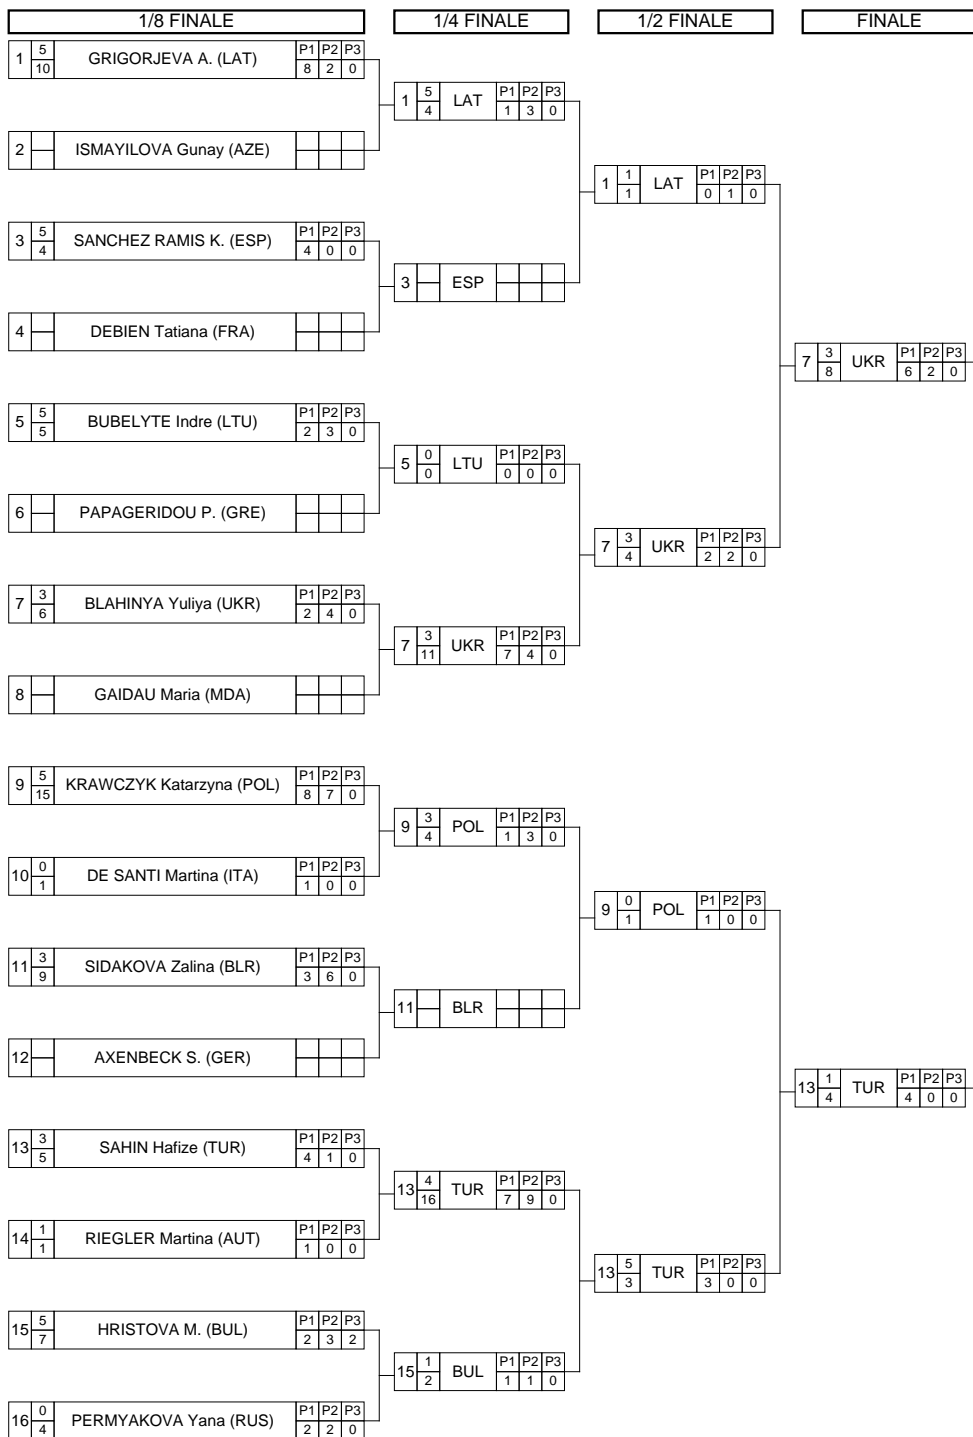 1/8 FINALE 1/4 FINALE 1/2 FINALE FINALE
1 5 10 GRIGORJEVA A. (LAT) P1 P2 P3 8 2 0
1 5 4 LAT P1 P2 P3 1 3 0
2 ISMAYILOVA Gunay (AZE)
1 1 1 LAT P1 P2 P3 0 1 0
3 5 4 SANCHEZ RAMIS K. (ESP) P1 P2 P3 4 0 0
3 ESP
4 DEBIEN Tatiana (FRA)
7 3 8 UKR P1 P2 P3 6 2 0
5 5 5 BUBELYTE Indre (LTU) P1 P2 P3 2 3 0
5 0 0 LTU P1 P2 P3 0 0 0
6 PAPAGERIDOU P. (GRE)
7 3 4 UKR P1 P2 P3 2 2 0
7 3 6 BLAHINYA Yuliya (UKR) P1 P2 P3 2 4 0
7 3 11 UKR P1 P2 P3 7 4 0
8 GAIDAU Maria (MDA)
9 5 15 KRAWCZYK Katarzyna (POL) P1 P2 P3 8 7 0
9 3 4 POL P1 P2 P3 1 3 0
10 0 1 DE SANTI Martina (ITA) P1 P2 P3 1 0 0
9 0 1 POL P1 P2 P3 1 0 0
11 3 9 SIDAKOVA Zalina (BLR) P1 P2 P3 3 6 0
11 BLR
12 AXENBECK S. (GER)
13 1 4 TUR P1 P2 P3 4 0 0
13 3 5 SAHIN Hafize (TUR) P1 P2 P3 4 1 0
13 4 16 TUR P1 P2 P3 7 9 0
14 1 1 RIEGLER Martina (AUT) P1 P2 P3 1 0 0
13 5 3 TUR P1 P2 P3 3 0 0
15 5 7 HRISTOVA M. (BUL) P1 P2 P3 2 3 2
15 1 2 BUL P1 P2 P3 1 1 0
16 0 4 PERMYAKOVA Yana (RUS) P1 P2 P3 2 2 0